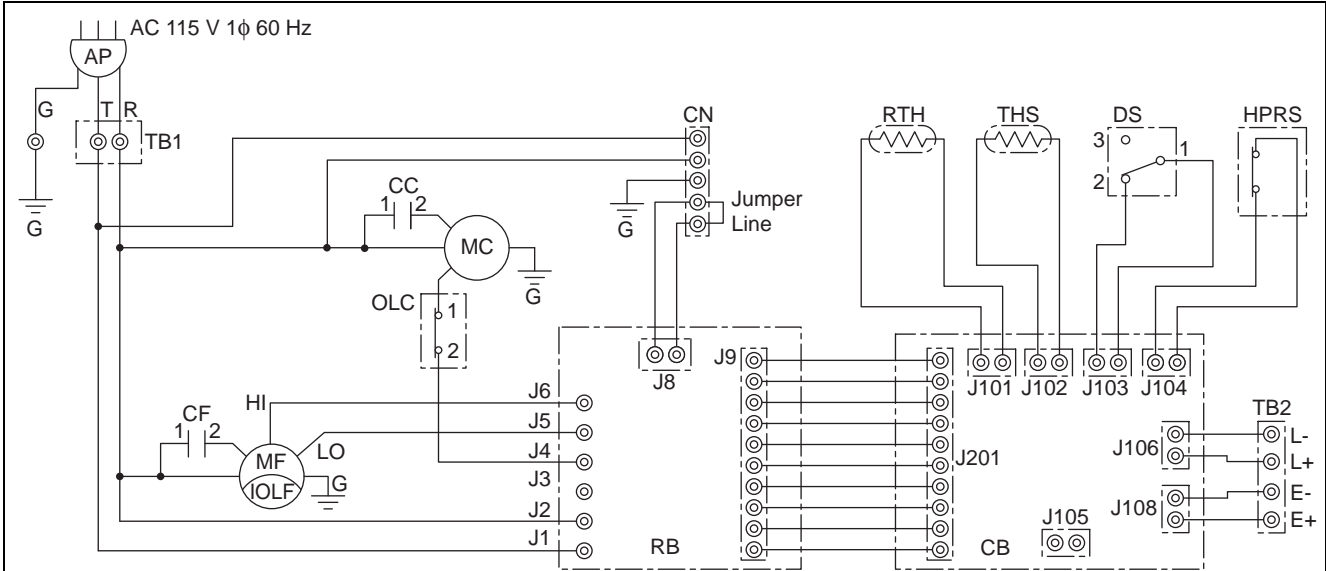 AC 115 V 1ϕ 60 Hz
AP
G T R
TB1
G
CN
Jumper
Line
G
RTH THS DS HPRS
3
1
2
CC
1 2
MC
G
OLC
1
2
J8
J9
J101 J102 J103 J104
J6
J5
J4
J3
J2
J1
HI
LO
CF
1 2
MF
IOLF
G
RB
J201
J105
CB
J106
J108
TB2
L-
L+
E-
E+